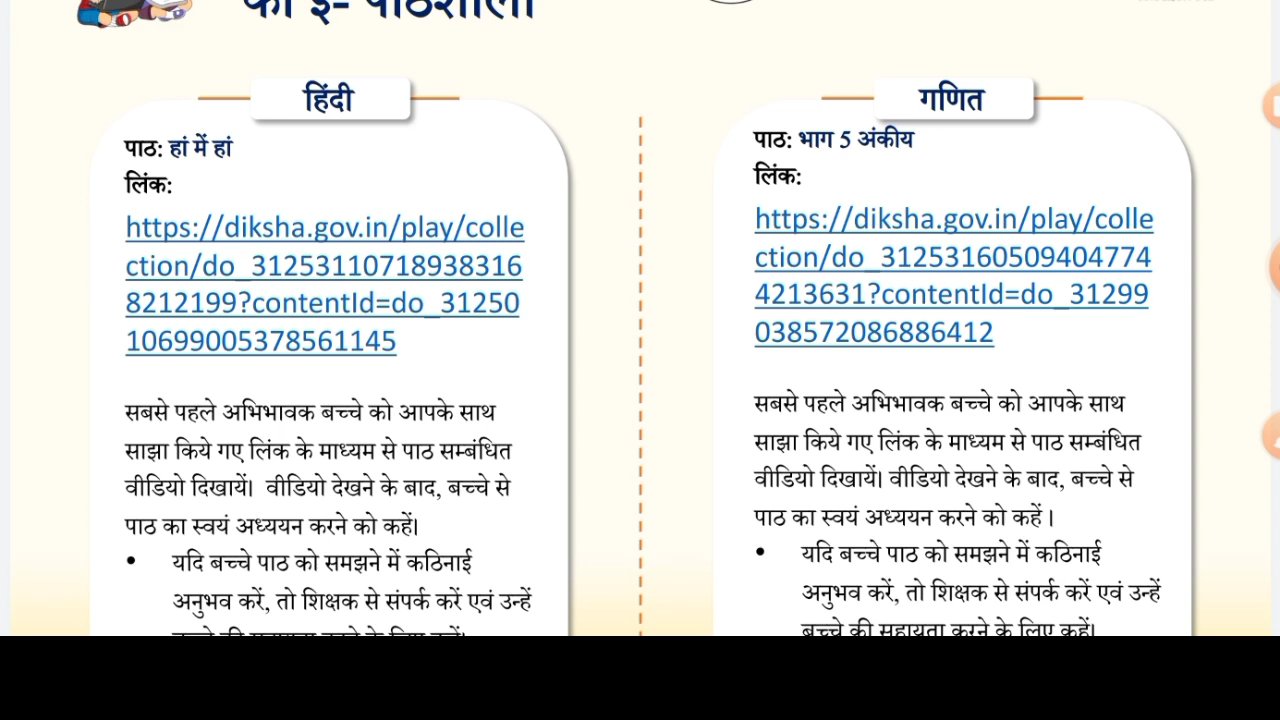 की ई- पाठशाला
हिंदी
पाठ: हां में हां
लिंक:
https://diksha.gov.in/play/colle
ction/do_31253110718938316
8212199?contentId=do_31250
10699005378561145
सबसे पहले अभिभावक बच्चे को आपके साथ
साझा किये गए लिंक के माध्यम से पाठ सम्बंधित
वीडियो दिखायें। वीडियो देखने के बाद, बच्चे से
पाठ का स्वयं अध्ययन करने को कहें।
• यदि बच्चे पाठ को समझने में कठिनाई
अनुभव करें, तो शिक्षक से संपर्क करें एवं उन्हें
गणित
पाठ: भाग 5 अंकीय
लिंक:
https://diksha.gov.in/play/colle
ction/do_31253160509404774
4213631?contentId=do_31299
038572086886412
सबसे पहले अभिभावक बच्चे को आपके साथ
साझा किये गए लिंक के माध्यम से पाठ सम्बंधित
वीडियो दिखायें। वीडियो देखने के बाद, बच्चे से
पाठ का स्वयं अध्ययन करने को कहें ।
• यदि बच्चे पाठ को समझने में कठिनाई
अनुभव करें, तो शिक्षक से संपर्क करें एवं उन्हें
बच्चे की सहायता करने के लिए कहें।